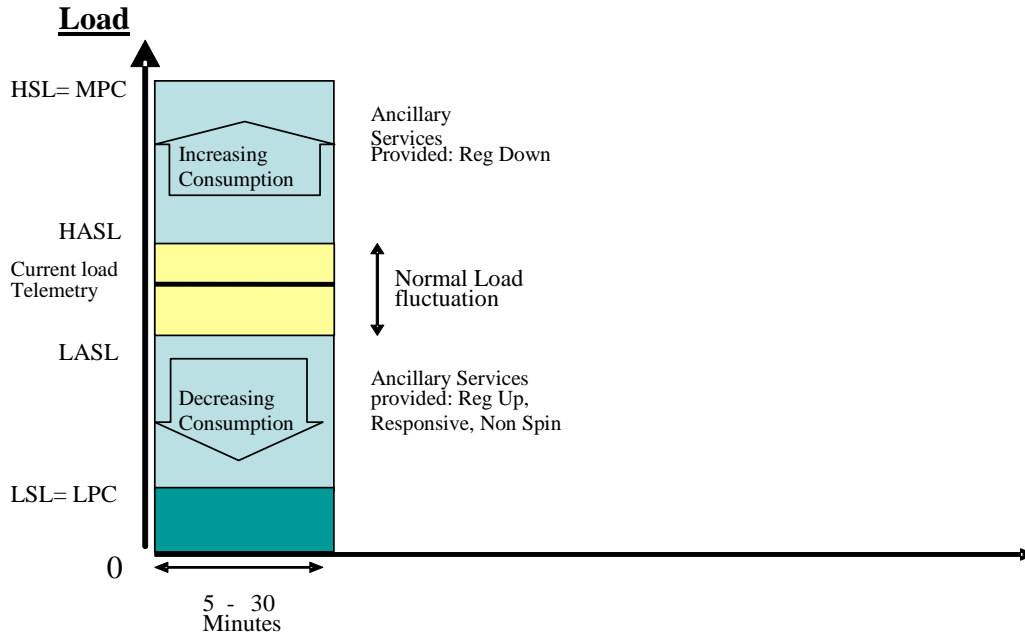 Load
HSL= MPC
Ancillary
Services
Provided: Reg Down
Increasing
Consumption
HASL
Current load
Telemetry
Normal Load
fluctuation
LASL
Ancillary Services
provided: Reg Up,
Responsive, Non Spin
Decreasing
Consumption
LSL= LPC
0
5 - 30
Minutes